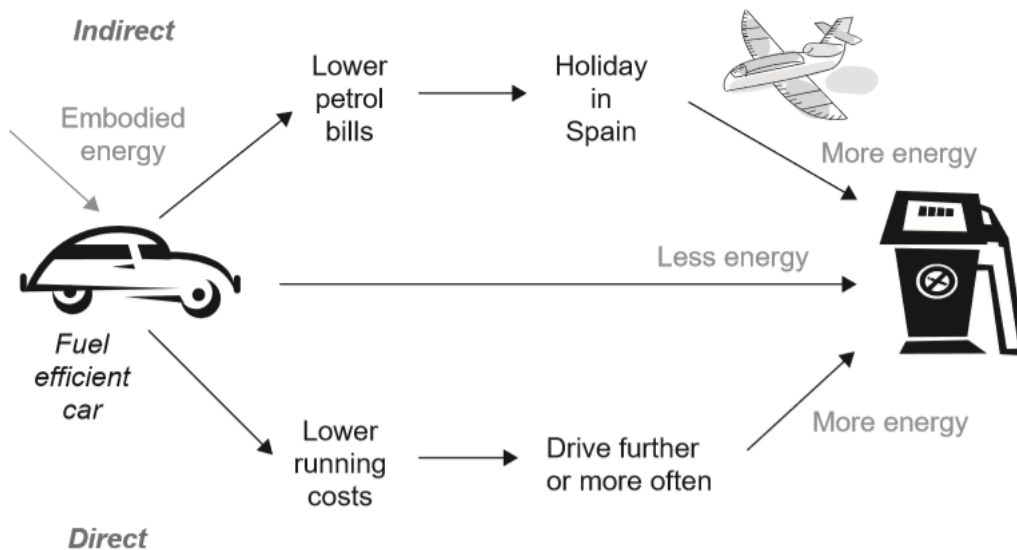 Indirect
Embodied
energy
Lower
petrol
bills
Holiday
in
Spain
More energy
Less energy
Fuel
efficient
car
Lower
running
costs
Drive further
or more often
More energy
Direct